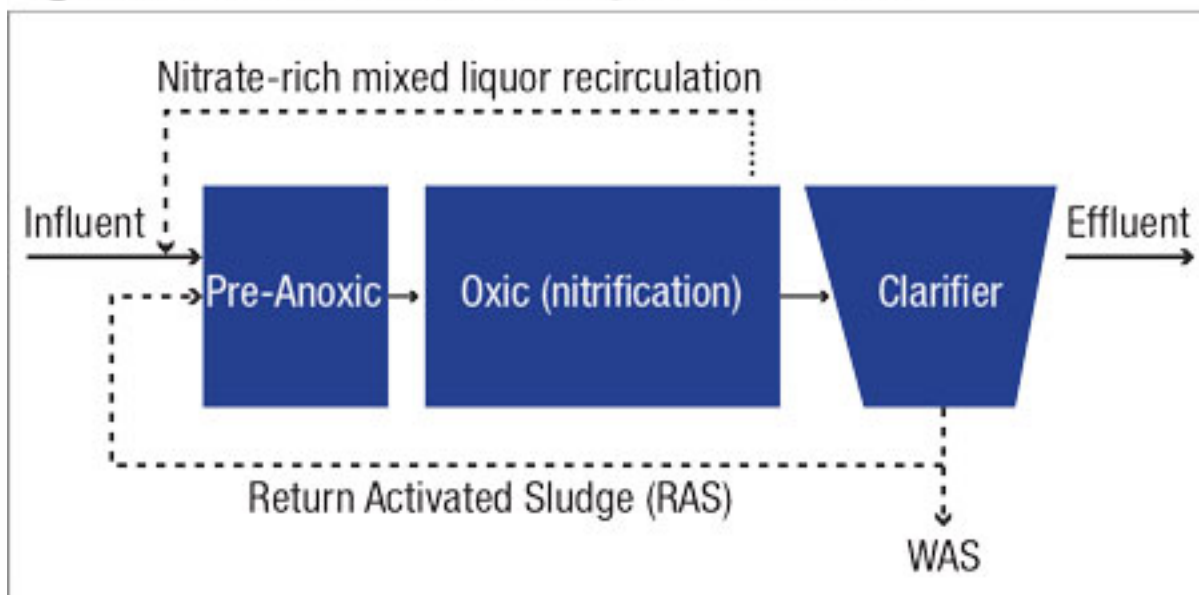 Nitrate-rich mixed liquor recirculation
Influent
Pre-Anoxic
Oxic (nitrification)
Clarifier
Effluent
Return Activated Sludge (RAS)
WAS